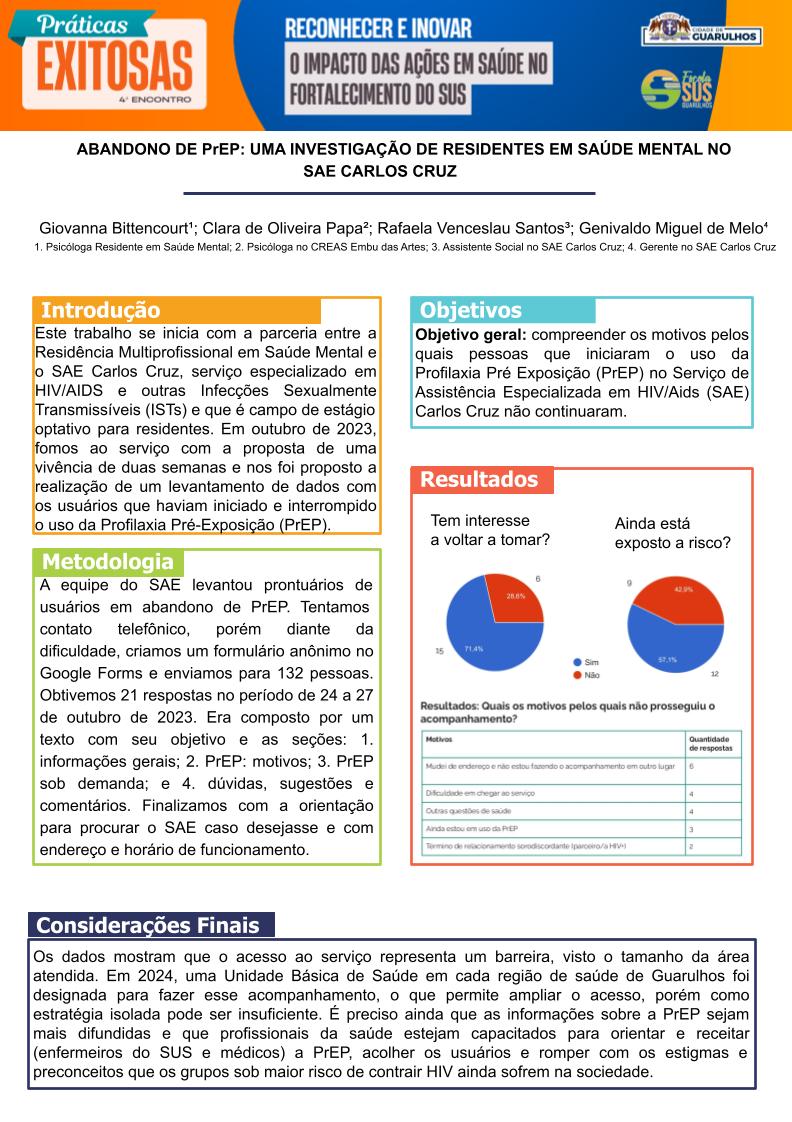 Práticas
EXITOSAS
4º ENCONTRO
RECONHECER E INOVAR
O IMPACTO DAS AÇÕES EM SAÚDE NO
FORTALECIMENTO DO SUS
CIDADE DE
GUARULHOS
Escola
SUS
GUARULHOS
ABANDONO DE PrEP: UMA INVESTIGAÇÃO DE RESIDENTES EM SAÚDE MENTAL NO
SAE CARLOS CRUZ
Giovanna Bittencourt¹; Clara de Oliveira Papa²; Rafaela Venceslau Santos³; Genivaldo Miguel de Melo⁴
1. Psicóloga Residente em Saúde Mental; 2. Psicóloga no CREAS Embu das Artes; 3. Assistente Social no SAE Carlos Cruz; 4. Gerente no SAE Carlos Cruz
Introdução
Este trabalho se inicia com a parceria entre a
Residência Multiprofissional em Saúde Mental e
o SAE Carlos Cruz, serviço especializado em
HIV/AIDS e outras Infecções Sexualmente
Transmissíveis (ISTs) e que é campo de estágio
optativo para residentes. Em outubro de 2023,
fomos ao serviço com a proposta de uma
vivência de duas semanas e nos foi proposto a
realização de um levantamento de dados com
os usuários que haviam iniciado e interrompido
o uso da Profilaxia Pré-Exposição (PrEP).
Metodologia
A equipe do SAE levantou prontuários de
usuários em abandono de PrEP. Tentamos
contato telefônico, porém diante da
dificuldade, criamos um formulário anônimo no
Google Forms e enviamos para 132 pessoas.
Obtivemos 21 respostas no período de 24 a 27
de outubro de 2023. Era composto por um
texto com seu objetivo e as seções: 1.
informações gerais; 2. PrEP: motivos; 3. PrEP
sob demanda; e 4. dúvidas, sugestões e
comentários. Finalizamos com a orientação
para procurar o SAE caso desejasse e com
endereço e horário de funcionamento.
Objetivos
Objetivo geral: compreender os motivos pelos
quais pessoas que iniciaram o uso da
Profilaxia Pré Exposição (PrEP) no Serviço de
Assistência Especializada em HIV/Aids (SAE)
Carlos Cruz não continuaram.
Resultados
Tem interesse
a voltar a tomar?
6
28,6%
71,4%
15
Ainda está
exposto a risco?
9
42,9%
57,1%
12
Sim
Não
Resultados: Quais os motivos pelos quais não prosseguiu o
acompanhamento?
Motivos Quantidade
de respostas
Mudei de endereço e não estou fazendo o acompanhamento em outro lugar 6
Dificuldade em chegar ao serviço 4
Outras questões de saúde 4
Ainda estou em uso da PrEP 3
Término de relacionamento sorodiscordante (parceiro/a HIV+) 2
Considerações Finais
Os dados mostram que o acesso ao serviço representa um barreira, visto o tamanho da área
atendida. Em 2024, uma Unidade Básica de Saúde em cada região de saúde de Guarulhos foi
designada para fazer esse acompanhamento, o que permite ampliar o acesso, porém como
estratégia isolada pode ser insuficiente. É preciso ainda que as informações sobre a PrEP sejam
mais difundidas e que profissionais da saúde estejam capacitados para orientar e receitar
(enfermeiros do SUS e médicos) a PrEP, acolher os usuários e romper com os estigmas e
preconceitos que os grupos sob maior risco de contrair HIV ainda sofrem na sociedade.